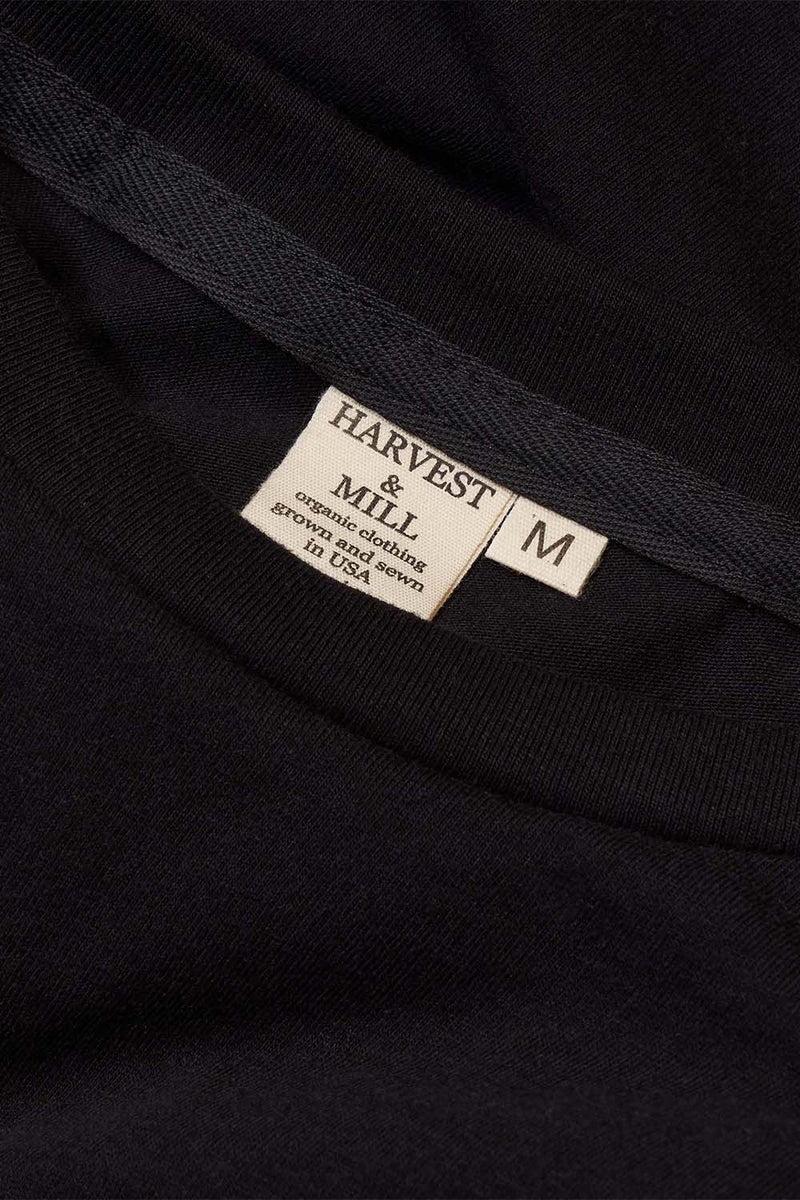 HARVEST
&
MILL
organic clothing
grown and sewn
in USA
M